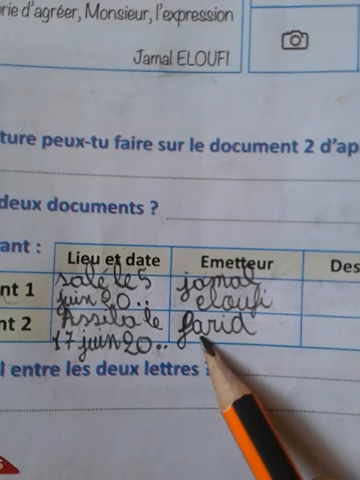 rie d'agréer, Monsieur, l'expression
Jamal ELOUFI
ture peux-tu faire sur le document 2 d'ap
deux documents ?
ant :
Lieu et date Emetteur Des
nt 1 salé le 5 jamal
juin 20.. eloufi
nt 2 Assila le farid
17 juin 20..
l entre les deux lettres ?